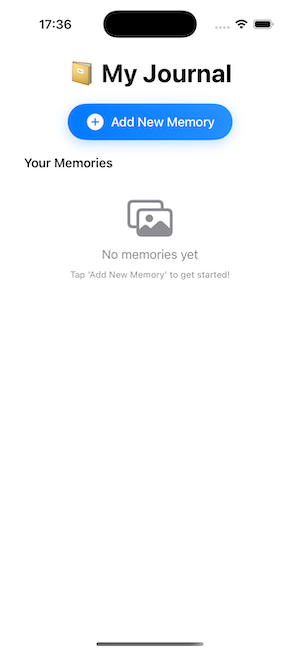 17:36
📔 My Journal
Add New Memory
Your Memories
No memories yet
Tap 'Add New Memory' to get started!